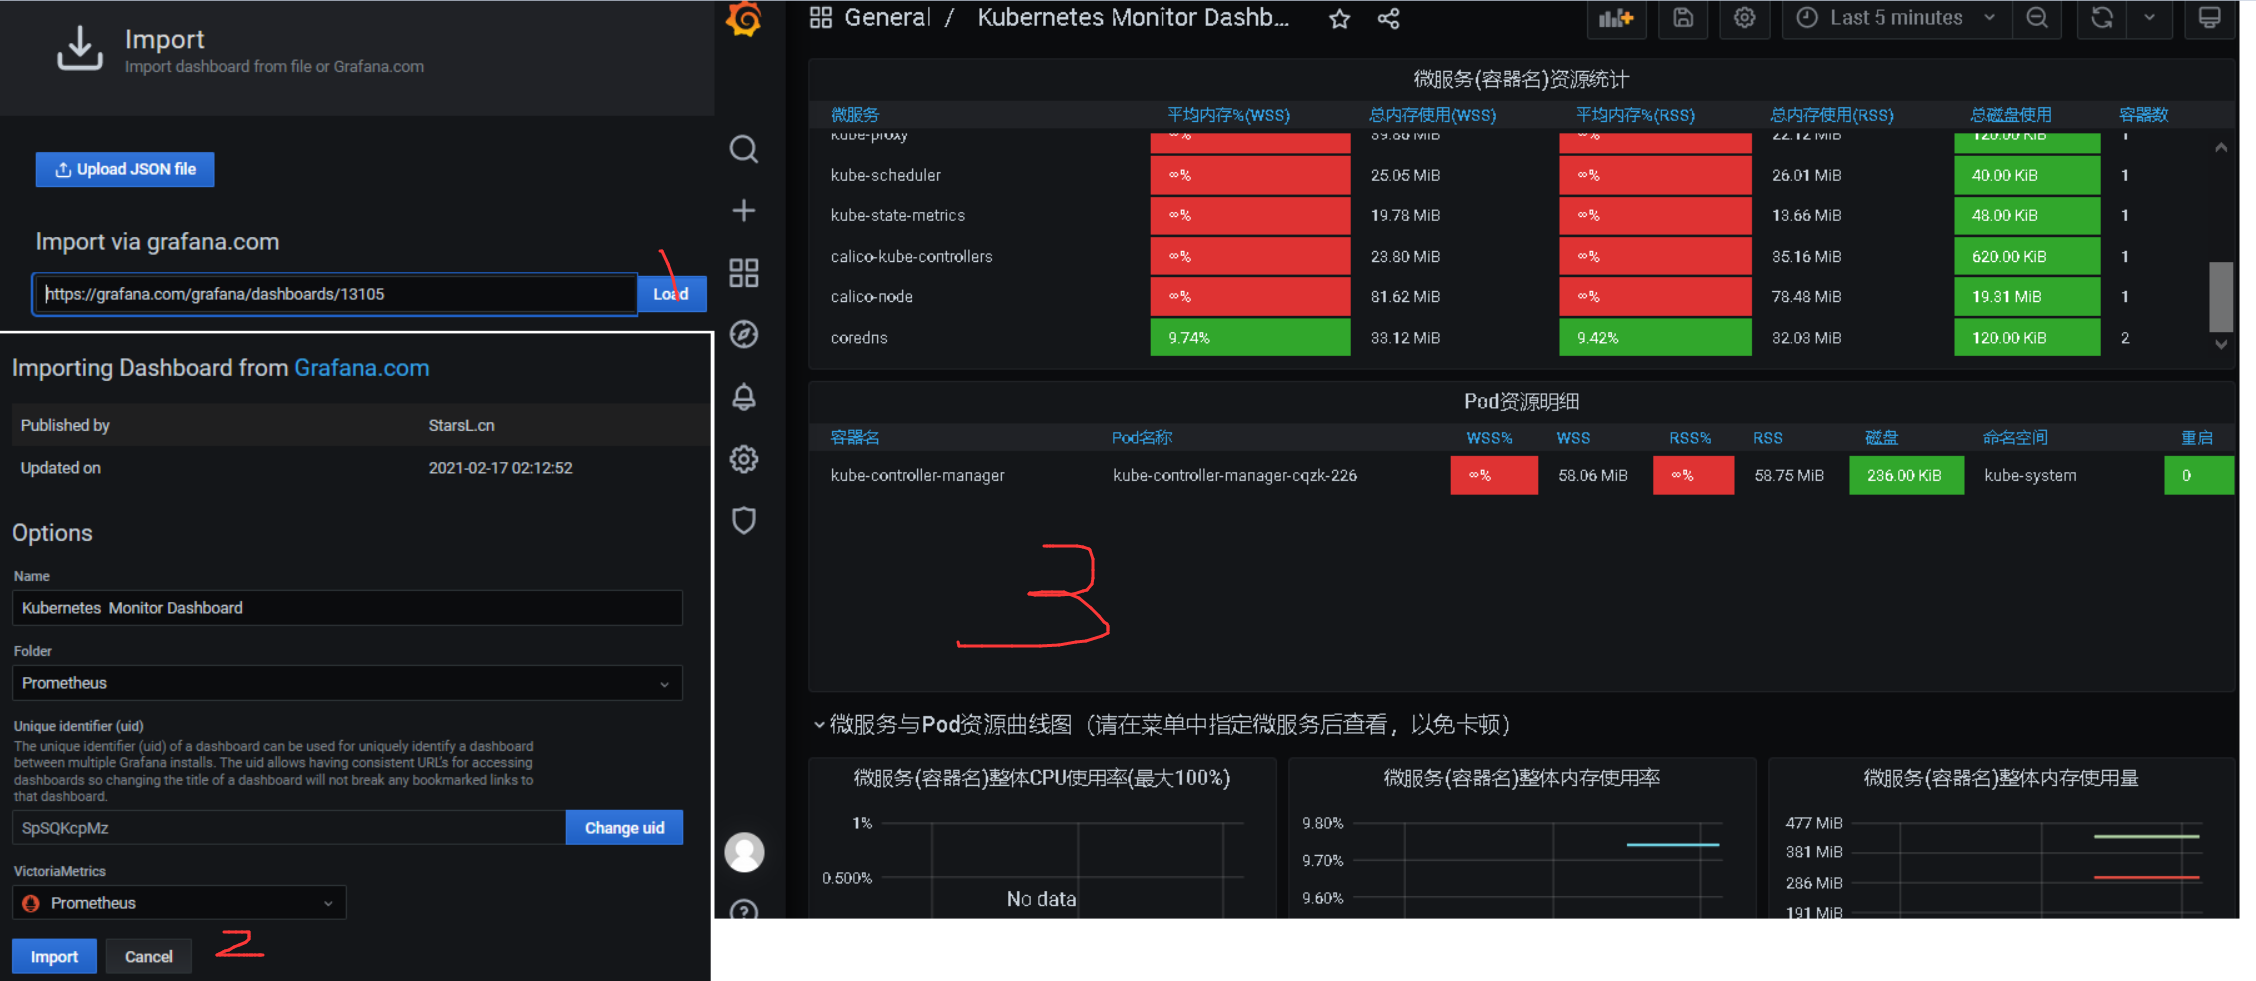 Import
Import dashboard from file or Grafana.com
Upload JSON file
Import via grafana.com
https://grafana.com/grafana/dashboards/13105
Load
1
Importing Dashboard from Grafana.com
Published by StarsL.cn
Updated on 2021-02-17 02:12:52
Options
Name
Kubernetes Monitor Dashboard
Folder
Prometheus
Unique identifier (uid)
The unique identifier (uid) of a dashboard can be used for uniquely identify a dashboard
between multiple Grafana installs. The uid allows having consistent URL's for accessing
dashboards so changing the title of a dashboard will not break any bookmarked links to
that dashboard.
SpSQKcpMz
Change uid
VictoriaMetrics
Prometheus
Import Cancel
2
General / Kubernetes Monitor Dashb...
Last 5 minutes
微服务(容器名)资源统计
微服务 平均内存%(WSS) 总内存使用(WSS) 平均内存%(RSS) 总内存使用(RSS) 总磁盘使用 容器数
kube-proxy ∞% 39.86 MiB ∞% 22.12 MiB 120.00 KiB 1
kube-scheduler ∞% 25.05 MiB ∞% 26.01 MiB 40.00 KiB 1
kube-state-metrics ∞% 19.78 MiB ∞% 13.66 MiB 48.00 KiB 1
calico-kube-controllers ∞% 23.80 MiB ∞% 35.16 MiB 620.00 KiB 1
calico-node ∞% 81.62 MiB ∞% 78.48 MiB 19.31 MiB 1
coredns 9.74% 33.12 MiB 9.42% 32.03 MiB 120.00 KiB 2
Pod资源明细
容器名 Pod名称 WSS% WSS RSS% RSS 磁盘 命名空间 重启
kube-controller-manager kube-controller-manager-cqzk-226 ∞% 58.06 MiB ∞% 58.75 MiB 236.00 KiB kube-system 0
3
微服务与Pod资源曲线图（请在菜单中指定微服务后查看，以免卡顿）
微服务(容器名)整体CPU使用率(最大100%)
1%
0.500%
No data
微服务(容器名)整体内存使用率
9.80%
9.70%
9.60%
微服务(容器名)整体内存使用量
477 MiB
381 MiB
286 MiB
191 MiB